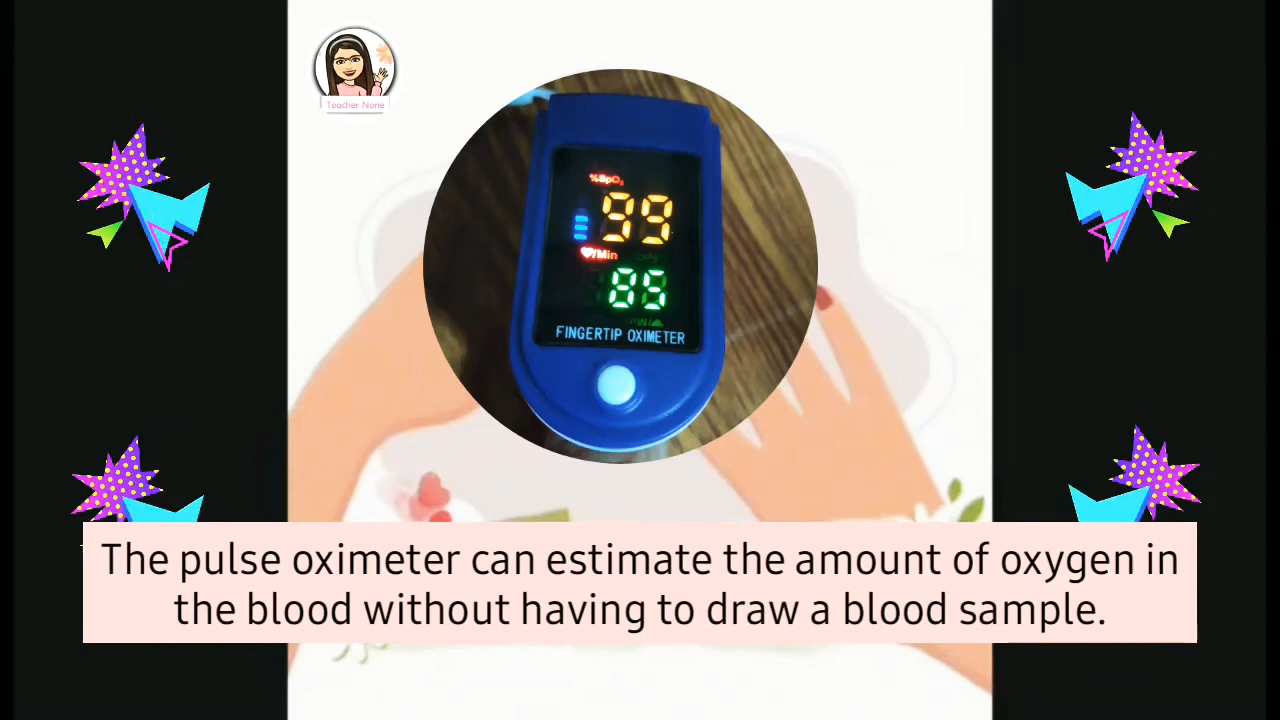 Teacher Norie
%SpO₂
99
♥/Min
85
FINGERTIP OXIMETER
The pulse oximeter can estimate the amount of oxygen in
the blood without having to draw a blood sample.